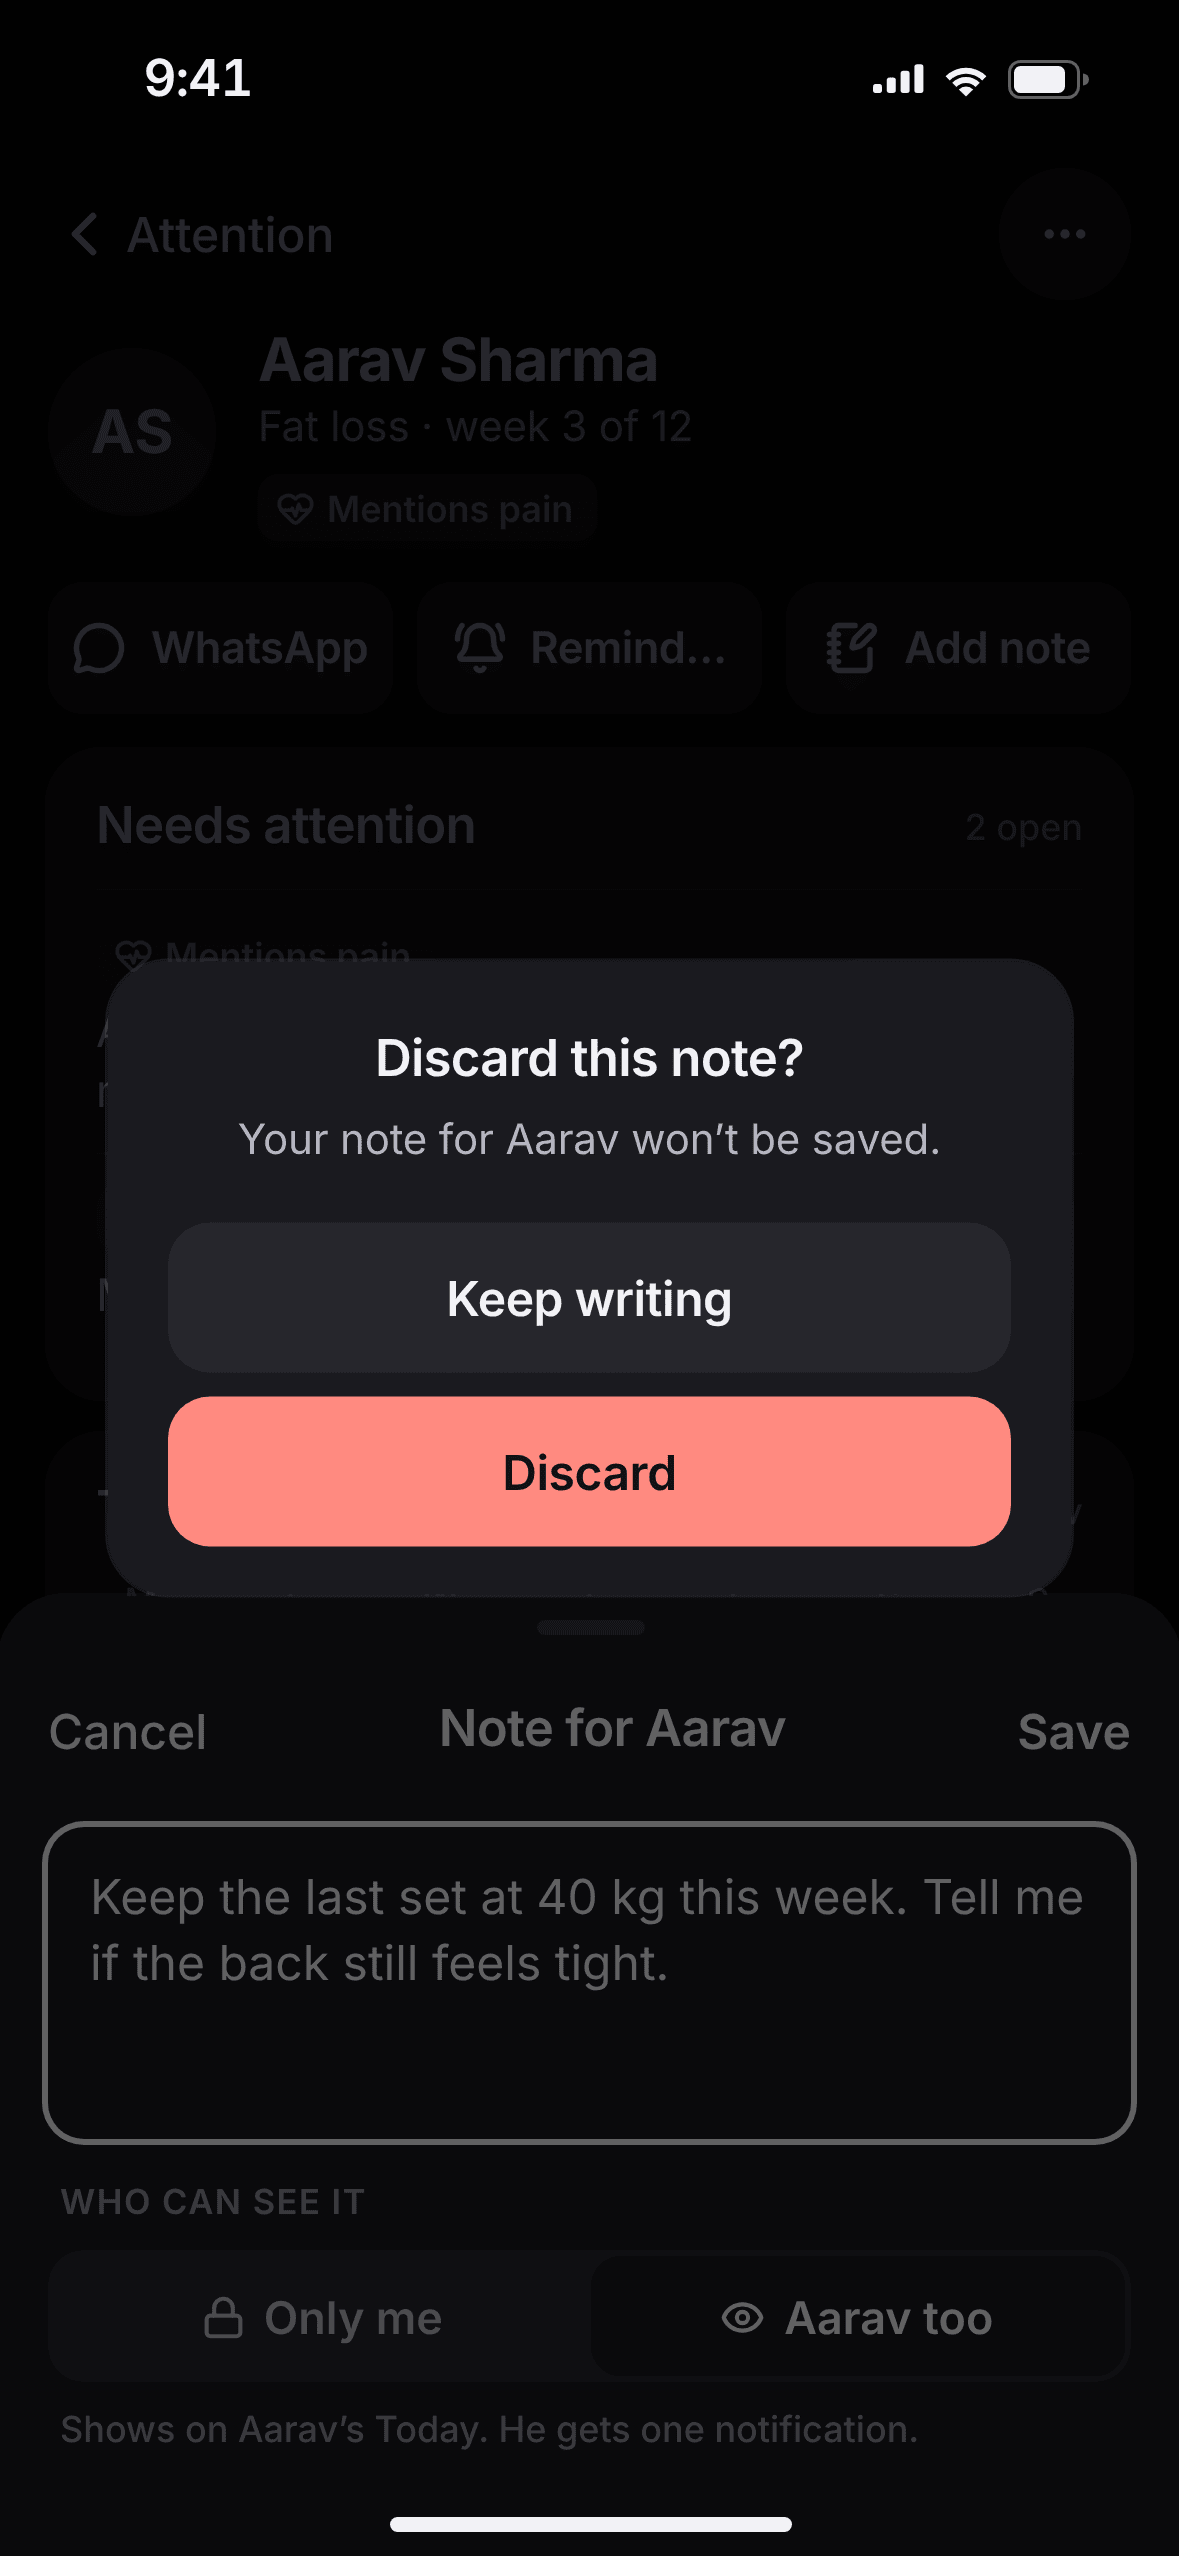 9:41
Attention
AS
Aarav Sharma
Fat loss · week 3 of 12
Mentions pain
WhatsApp
Remind...
Add note
Needs attention
2 open
Mentions pain
Discard this note?
Your note for Aarav won’t be saved.
Keep writing
Discard
Cancel
Note for Aarav
Save
Keep the last set at 40 kg this week. Tell me
if the back still feels tight.
WHO CAN SEE IT
Only me
Aarav too
Shows on Aarav’s Today. He gets one notification.